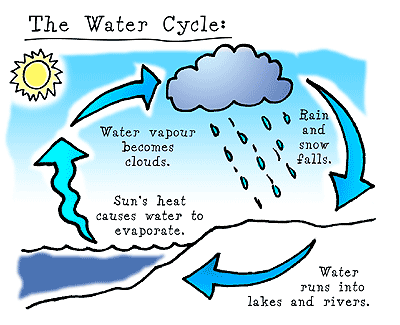 The Water Cycle:
Water vapour
becomes
clouds.
Rain
and
snow
falls.
Sun's heat
causes water to
evaporate.
Water
runs into
lakes and rivers.